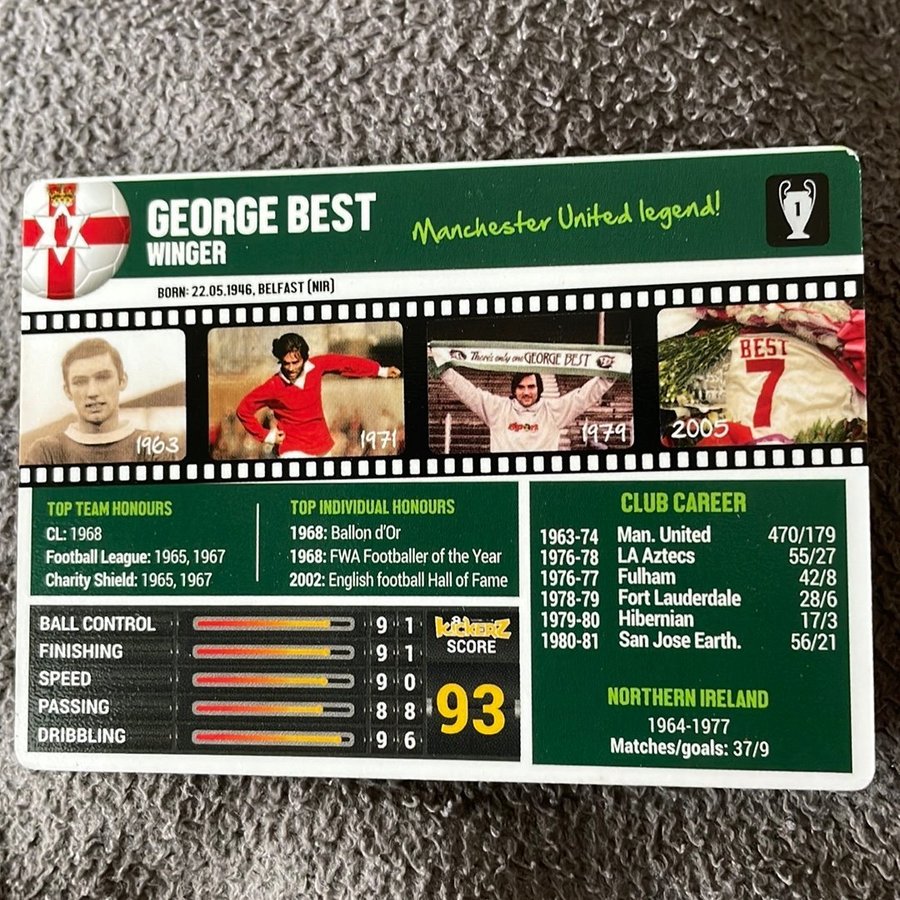 GEORGE BEST
WINGER
Manchester United legend!
1
BORN: 22.05.1946, BELFAST (NIR)
1963
1971
There's only one GEORGE BEST
1979
BEST
7
2005
TOP TEAM HONOURS
CL: 1968
Football League: 1965, 1967
Charity Shield: 1965, 1967
TOP INDIVIDUAL HONOURS
1968: Ballon d'Or
1968: FWA Footballer of the Year
2002: English football Hall of Fame
BALL CONTROL 9 1
FINISHING 9 1
SPEED 9 0
PASSING 8 8
DRIBBLING 9 6
KICKERZ
SCORE
93
CLUB CAREER
1963-74 Man. United 470/179
1976-78 LA Aztecs 55/27
1976-77 Fulham 42/8
1978-79 Fort Lauderdale 28/6
1979-80 Hibernian 17/3
1980-81 San Jose Earth. 56/21
NORTHERN IRELAND
1964-1977
Matches/goals: 37/9